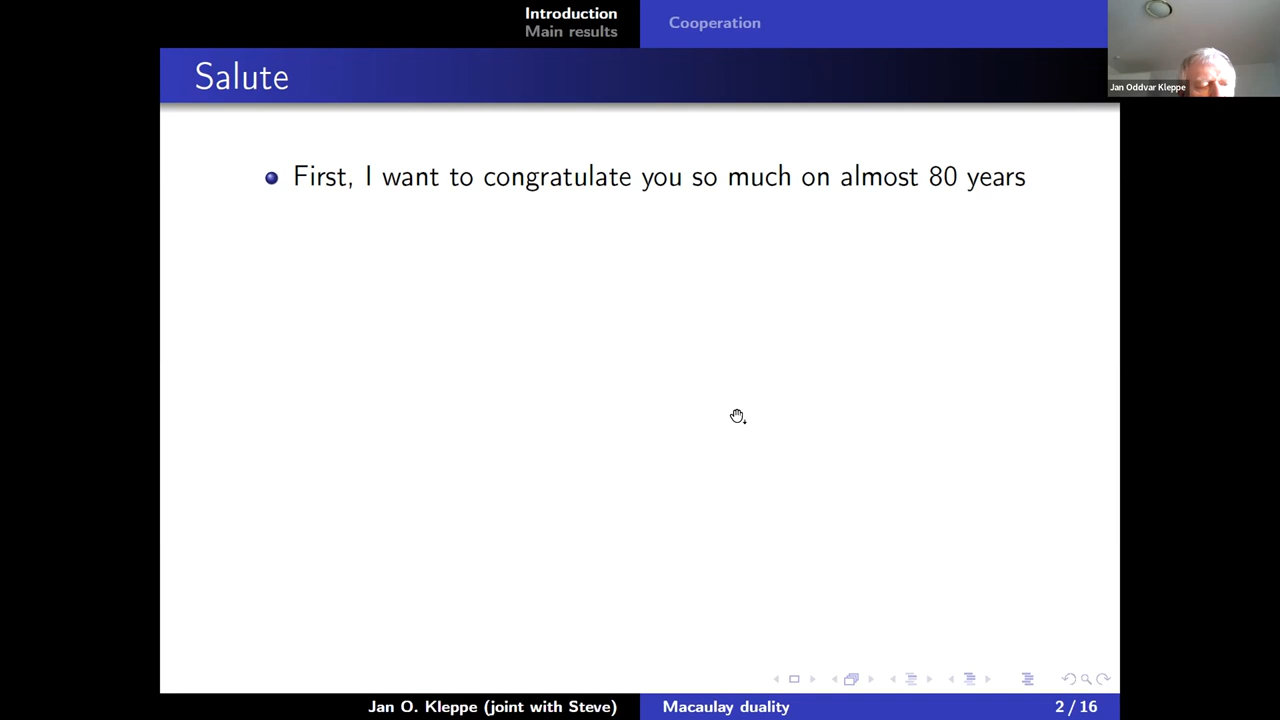 Introduction
Main results
Cooperation
Jan Oddvar Kleppe
Salute
First, I want to congratulate you so much on almost 80 years
Jan O. Kleppe (joint with Steve)
Macaulay duality
2 / 16